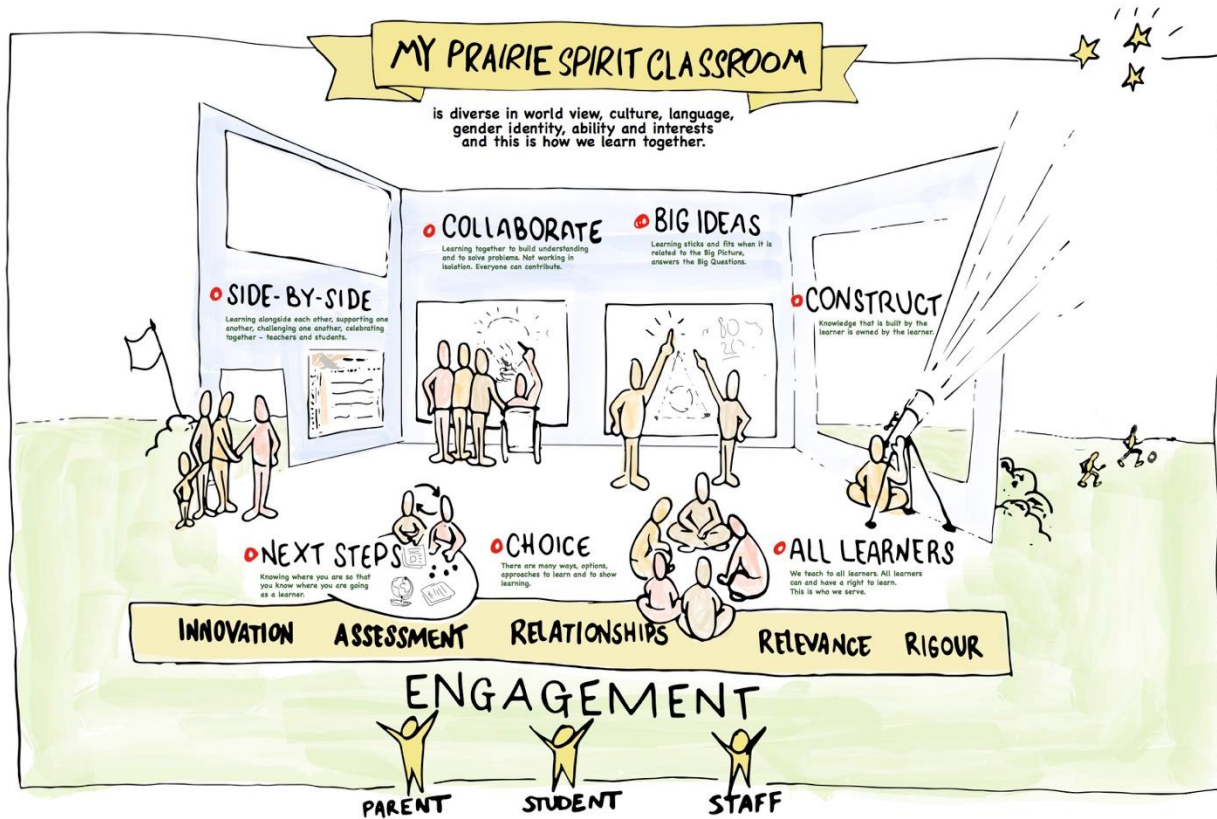 MY PRAIRIE SPIRIT CLASSROOM
is diverse in world view, culture, language,
gender identity, ability and interests
and this is how we learn together.
COLLABORATE
Learning together to build understanding
and to solve problems. Not working in
isolation. Everyone can contribute.
BIG IDEAS
Learning sticks and fits when it is
related to the Big Picture,
answers the Big Questions.
SIDE-BY-SIDE
Learning alongside each other, supporting one
another, challenging one another, celebrating
together – teachers and students.
CONSTRUCT
Knowledge that is built by the
learner is owned by the learner.
80
20
NEXT STEPS
Knowing where you are so that
you know where you are going
as a learner.
CHOICE
There are many ways, options,
approaches to learn and to show
learning.
ALL LEARNERS
We teach to all learners. All learners
can and have a right to learn.
This is who we serve.
INNOVATION ASSESSMENT RELATIONSHIPS RELEVANCE RIGOUR
ENGAGEMENT
PARENT STUDENT STAFF